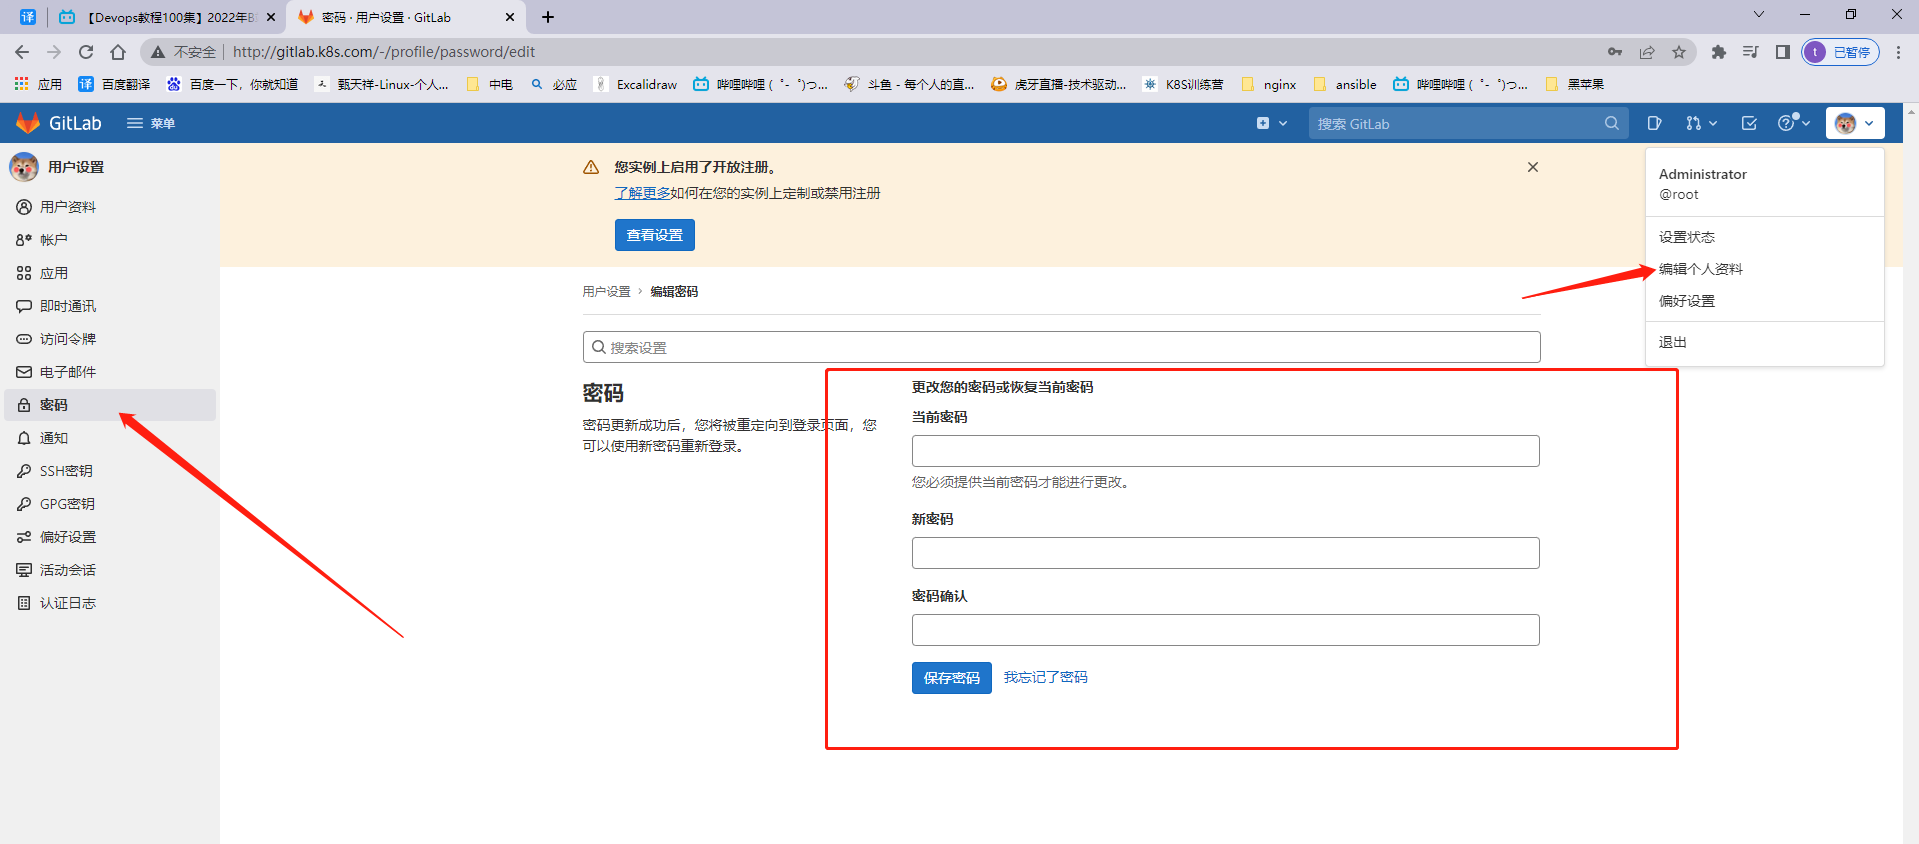 译
【Devops教程100集】2022年B
密码 · 用户设置 · GitLab
不安全
http://gitlab.k8s.com/-/profile/password/edit
t
已暂停
应用
译
百度翻译
百度一下，你就知道
甄天祥-Linux-个人...
中电
必应
Excalidraw
哔哩哔哩 ( ゜- ゜)つ...
斗鱼 - 每个人的直...
虎牙直播-技术驱动...
K8S训练营
nginx
ansible
哔哩哔哩 ( ゜- ゜)つ...
黑苹果
GitLab
菜单
搜索 GitLab
用户设置
用户资料
帐户
应用
即时通讯
访问令牌
电子邮件
密码
通知
SSH密钥
GPG密钥
偏好设置
活动会话
认证日志
您实例上启用了开放注册。
了解更多如何在您的实例上定制或禁用注册
查看设置
Administrator
@root
设置状态
编辑个人资料
偏好设置
退出
用户设置 › 编辑密码
搜索设置
密码
密码更新成功后，您将被重定向到登录页面，您
可以使用新密码重新登录。
更改您的密码或恢复当前密码
当前密码
您必须提供当前密码才能进行更改。
新密码
密码确认
保存密码
我忘记了密码